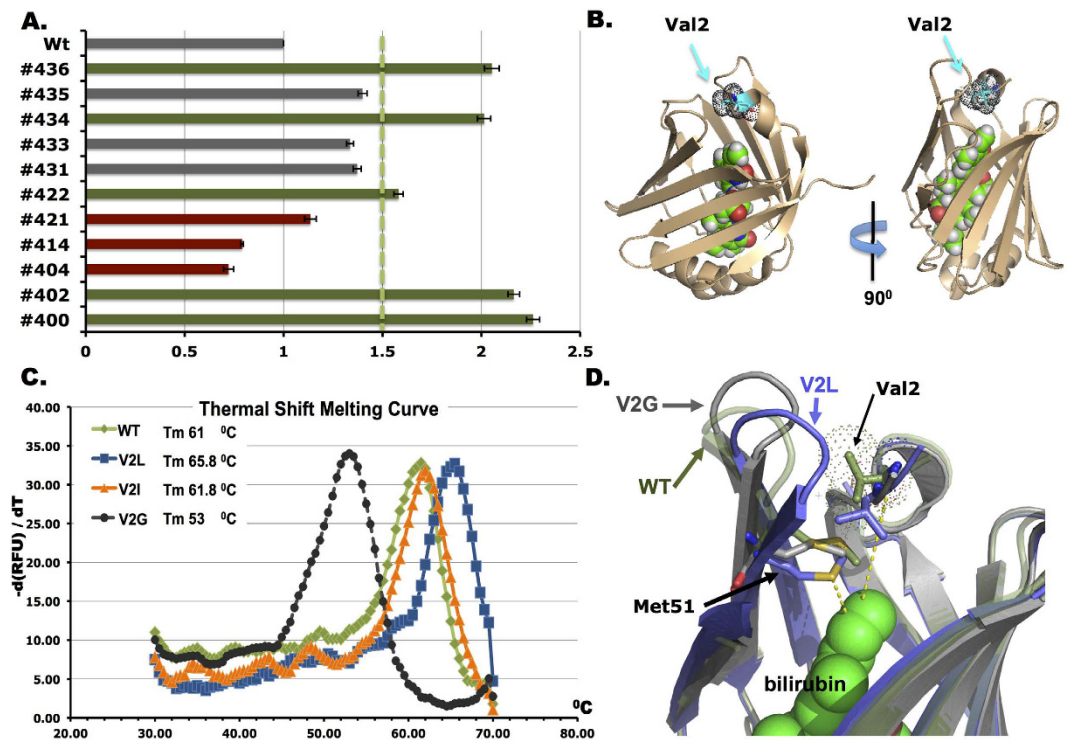 A.
Wt
#436
#435
#434
#433
#431
#422
#421
#414
#404
#402
#400
0 0.5 1 1.5 2 2.5
B.
Val2 Val2
90⁰
C.
Thermal Shift Melting Curve
WT Tm 61 ⁰C
V2L Tm 65.8 ⁰C
V2I Tm 61.8 ⁰C
V2G Tm 53 ⁰C
-d(RFU) / dT
40.00
35.00
30.00
25.00
20.00
15.00
10.00
5.00
0.00
20.00 30.00 40.00 50.00 60.00 70.00 80.00
⁰C
D.
V2L
Val2
V2G
WT
Met51
bilirubin